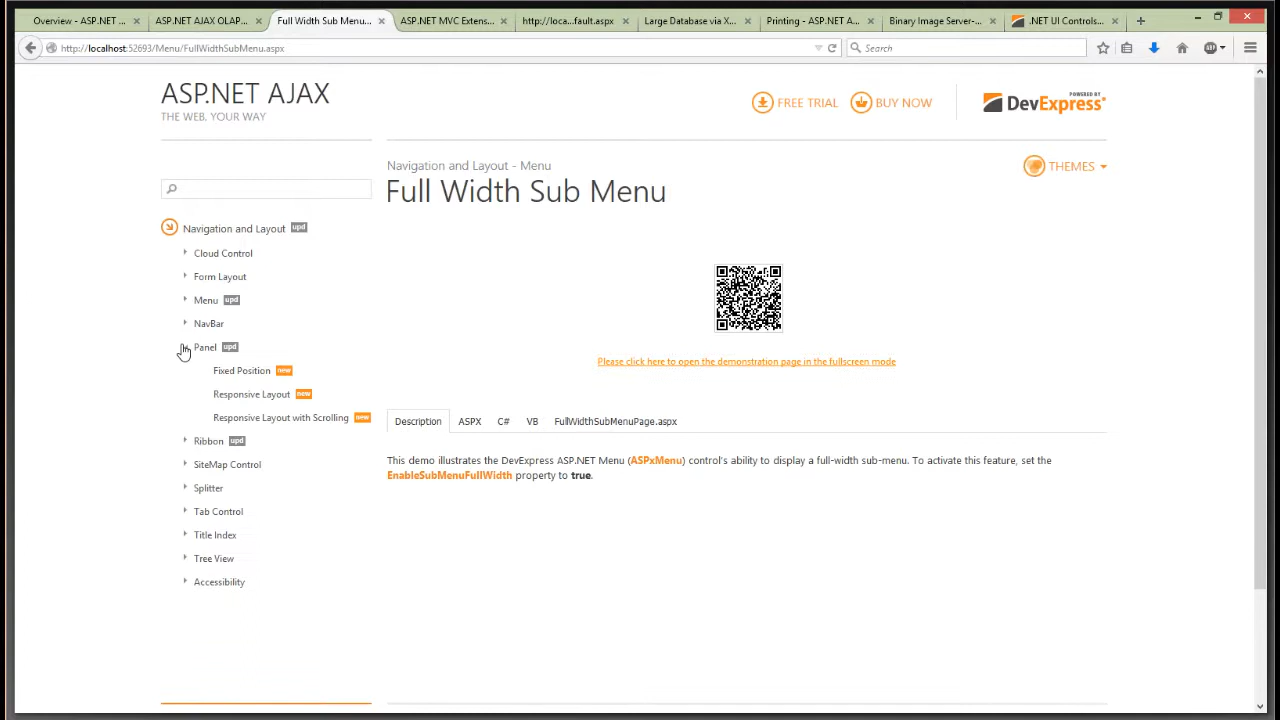 Overview - ASP.NET ...
ASP.NET AJAX OLAP...
Full Width Sub Menu...
ASP.NET MVC Extens...
http://loca...fault.aspx
Large Database via X...
Printing - ASP.NET A...
Binary Image Server-...
.NET UI Controls...
http://localhost:52693/Menu/FullWidthSubMenu.aspx
Search
ABP
ASP.NET AJAX
THE WEB, YOUR WAY
FREE TRIAL
BUY NOW
POWERED BY
DevExpress
Navigation and Layout - Menu
THEMES
Full Width Sub Menu
Navigation and Layout upd
Cloud Control
Form Layout
Menu upd
NavBar
Panel upd
Fixed Position new
Responsive Layout new
Responsive Layout with Scrolling new
Ribbon upd
SiteMap Control
Splitter
Tab Control
Title Index
Tree View
Accessibility
Please click here to open the demonstration page in the fullscreen mode
Description ASPX C# VB FullWidthSubMenuPage.aspx
This demo illustrates the DevExpress ASP.NET Menu (ASPxMenu) control's ability to display a full-width sub-menu. To activate this feature, set the
EnableSubMenuFullWidth property to true.